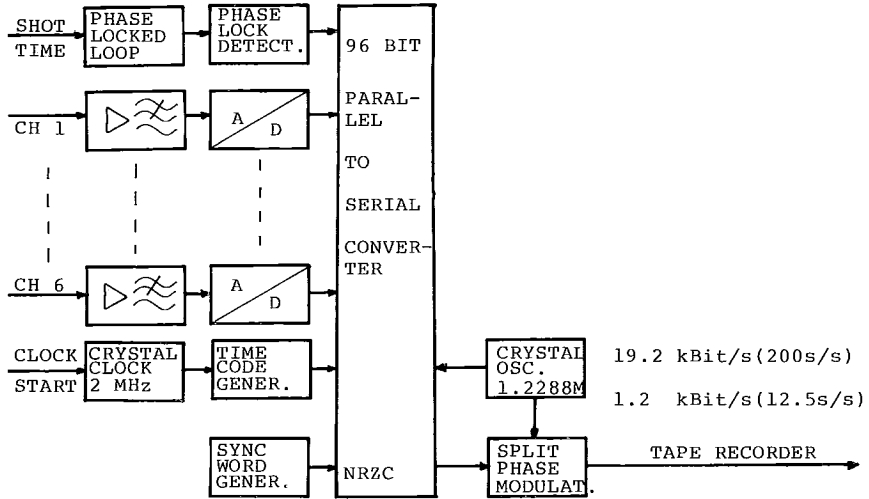 SHOT
TIME
PHASE
LOCKED
LOOP
PHASE
LOCK
DETECT.
96 BIT
PARAL-
LEL
TO
SERIAL
CONVER-
TER
NRZC
CH 1
A
D
CH 6
A
D
CLOCK
START
CRYSTAL
CLOCK
2 MHz
TIME
CODE
GENER.
SYNC
WORD
GENER.
CRYSTAL
OSC.
1.2288M
19.2 kBit/s(200s/s)
1.2 kBit/s(12.5s/s)
SPLIT
PHASE
MODULAT.
TAPE RECORDER